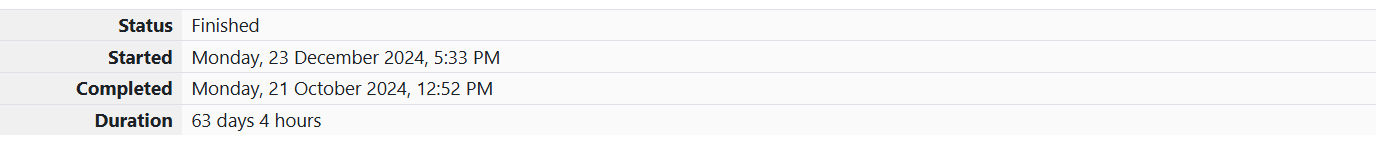 Status Finished
Started Monday, 23 December 2024, 5:33 PM
Completed Monday, 21 October 2024, 12:52 PM
Duration 63 days 4 hours